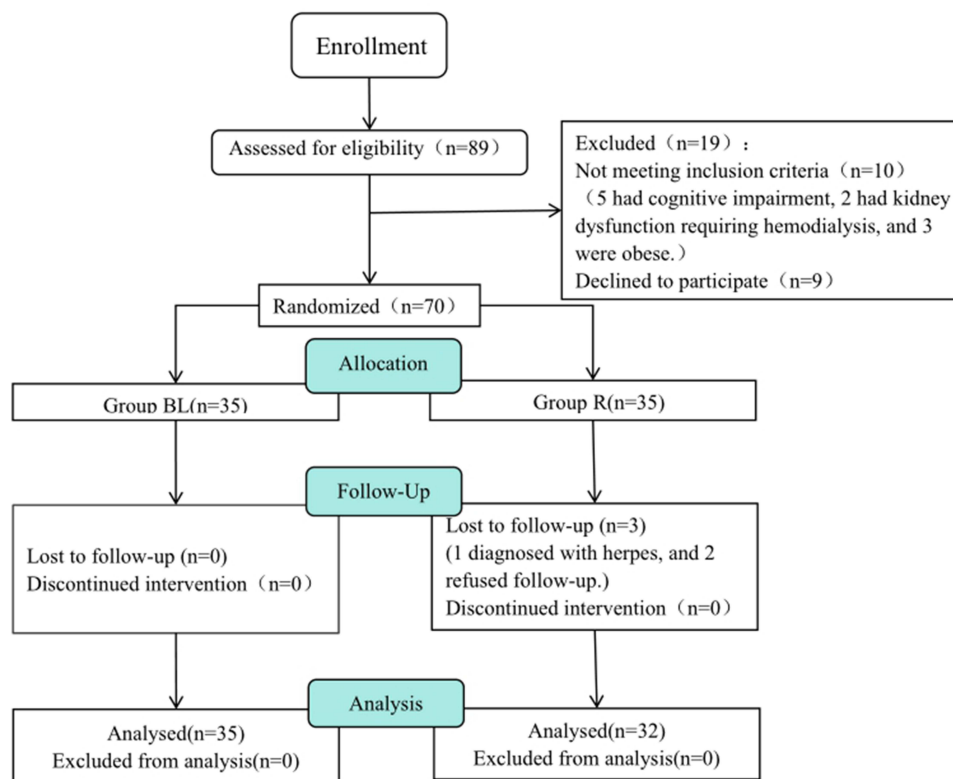 Enrollment
Assessed for eligibility（n=89）
Excluded（n=19）：
Not meeting inclusion criteria（n=10）
（5 had cognitive impairment, 2 had kidney
dysfunction requiring hemodialysis, and 3
were obese.）
Declined to participate（n=9）
Randomized（n=70）
Allocation
Group BL(n=35)
Group R(n=35)
Follow-Up
Lost to follow-up (n=0)
Discontinued intervention（n=0）
Lost to follow-up（n=3）
(1 diagnosed with herpes, and 2
refused follow-up.）
Discontinued intervention（n=0）
Analysis
Analysed(n=35)
Excluded from analysis(n=0)
Analysed(n=32)
Excluded from analysis(n=0)